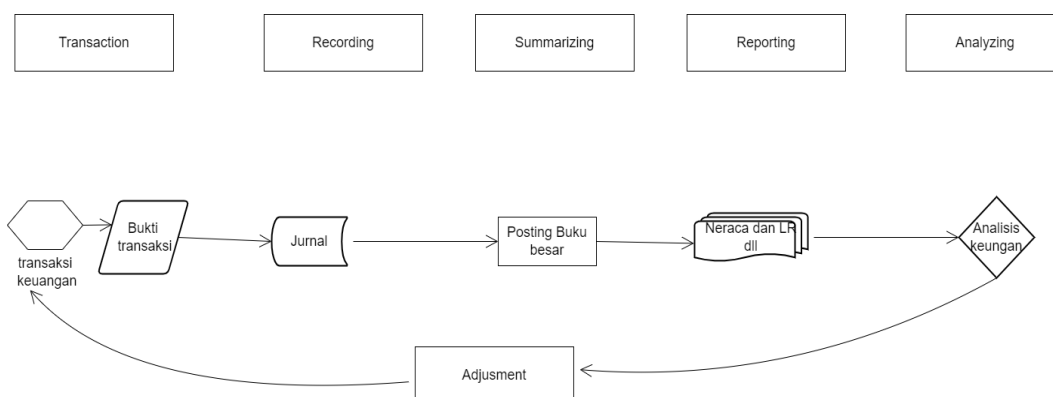 Transaction
Recording
Summarizing
Reporting
Analyzing
transaksi
keuangan
Bukti
transaksi
Jurnal
Posting Buku
besar
Neraca dan LR
dll
Analisis
keungan
Adjusment